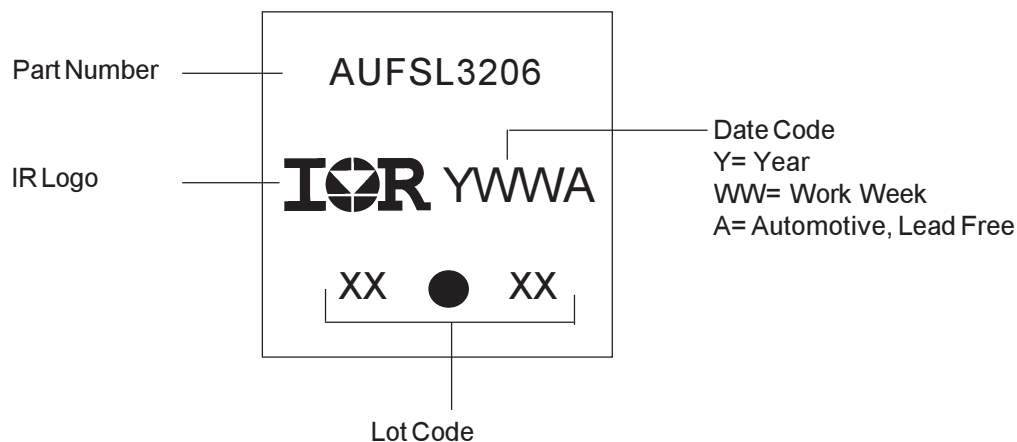 Part Number
AUFSL3206
Date Code
Y= Year
WW= Work Week
A= Automotive, Lead Free
IR Logo
IOR YWWA
XX XX
Lot Code